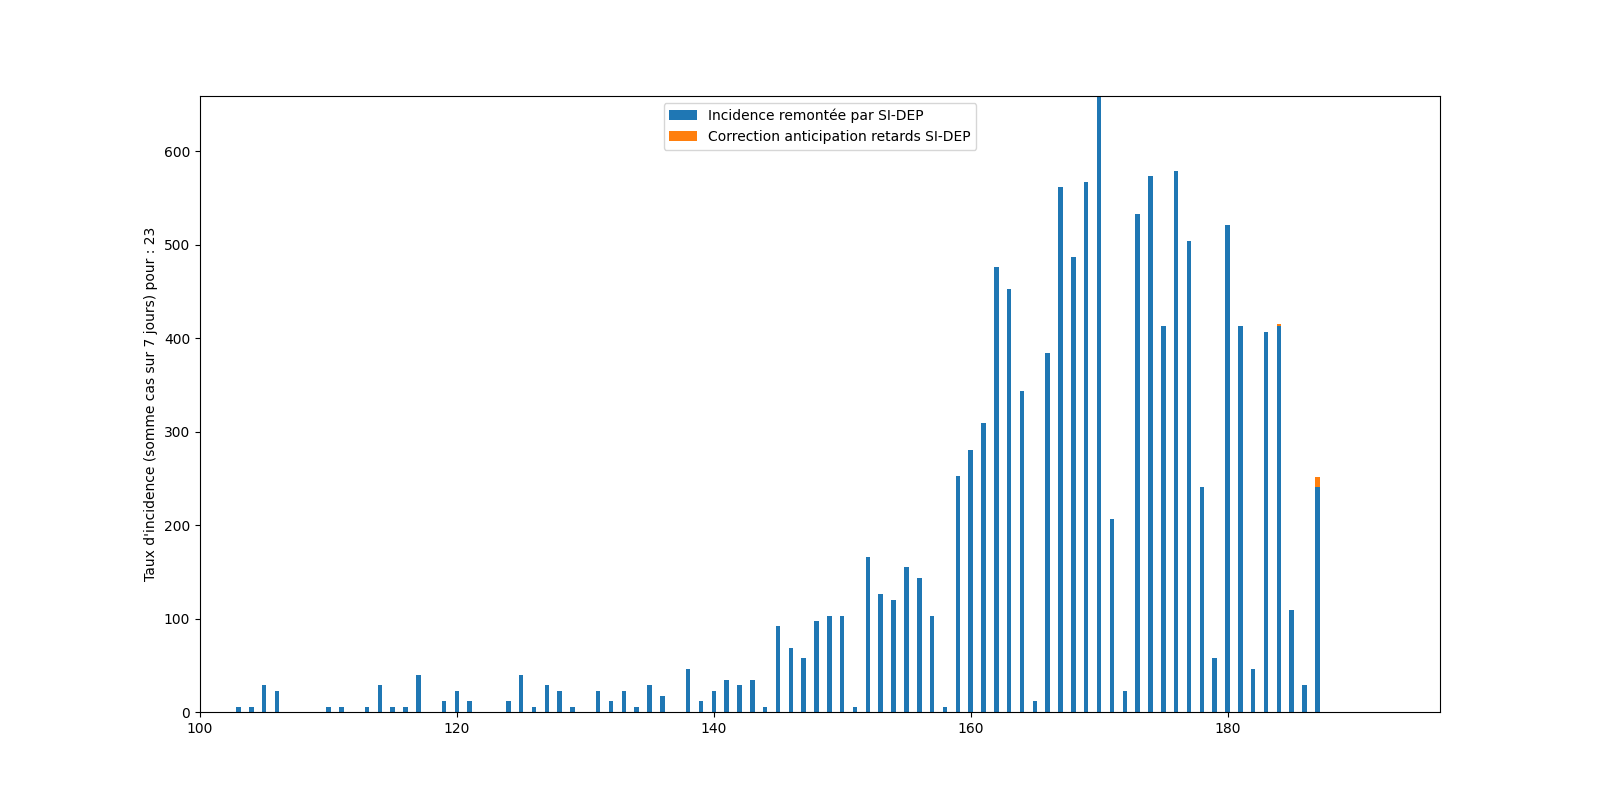 Incidence remontée par SI-DEP
Correction anticipation retards SI-DEP
Taux d'incidence (somme cas sur 7 jours) pour : 23
600
500
400
300
200
100
0
100 120 140 160 180